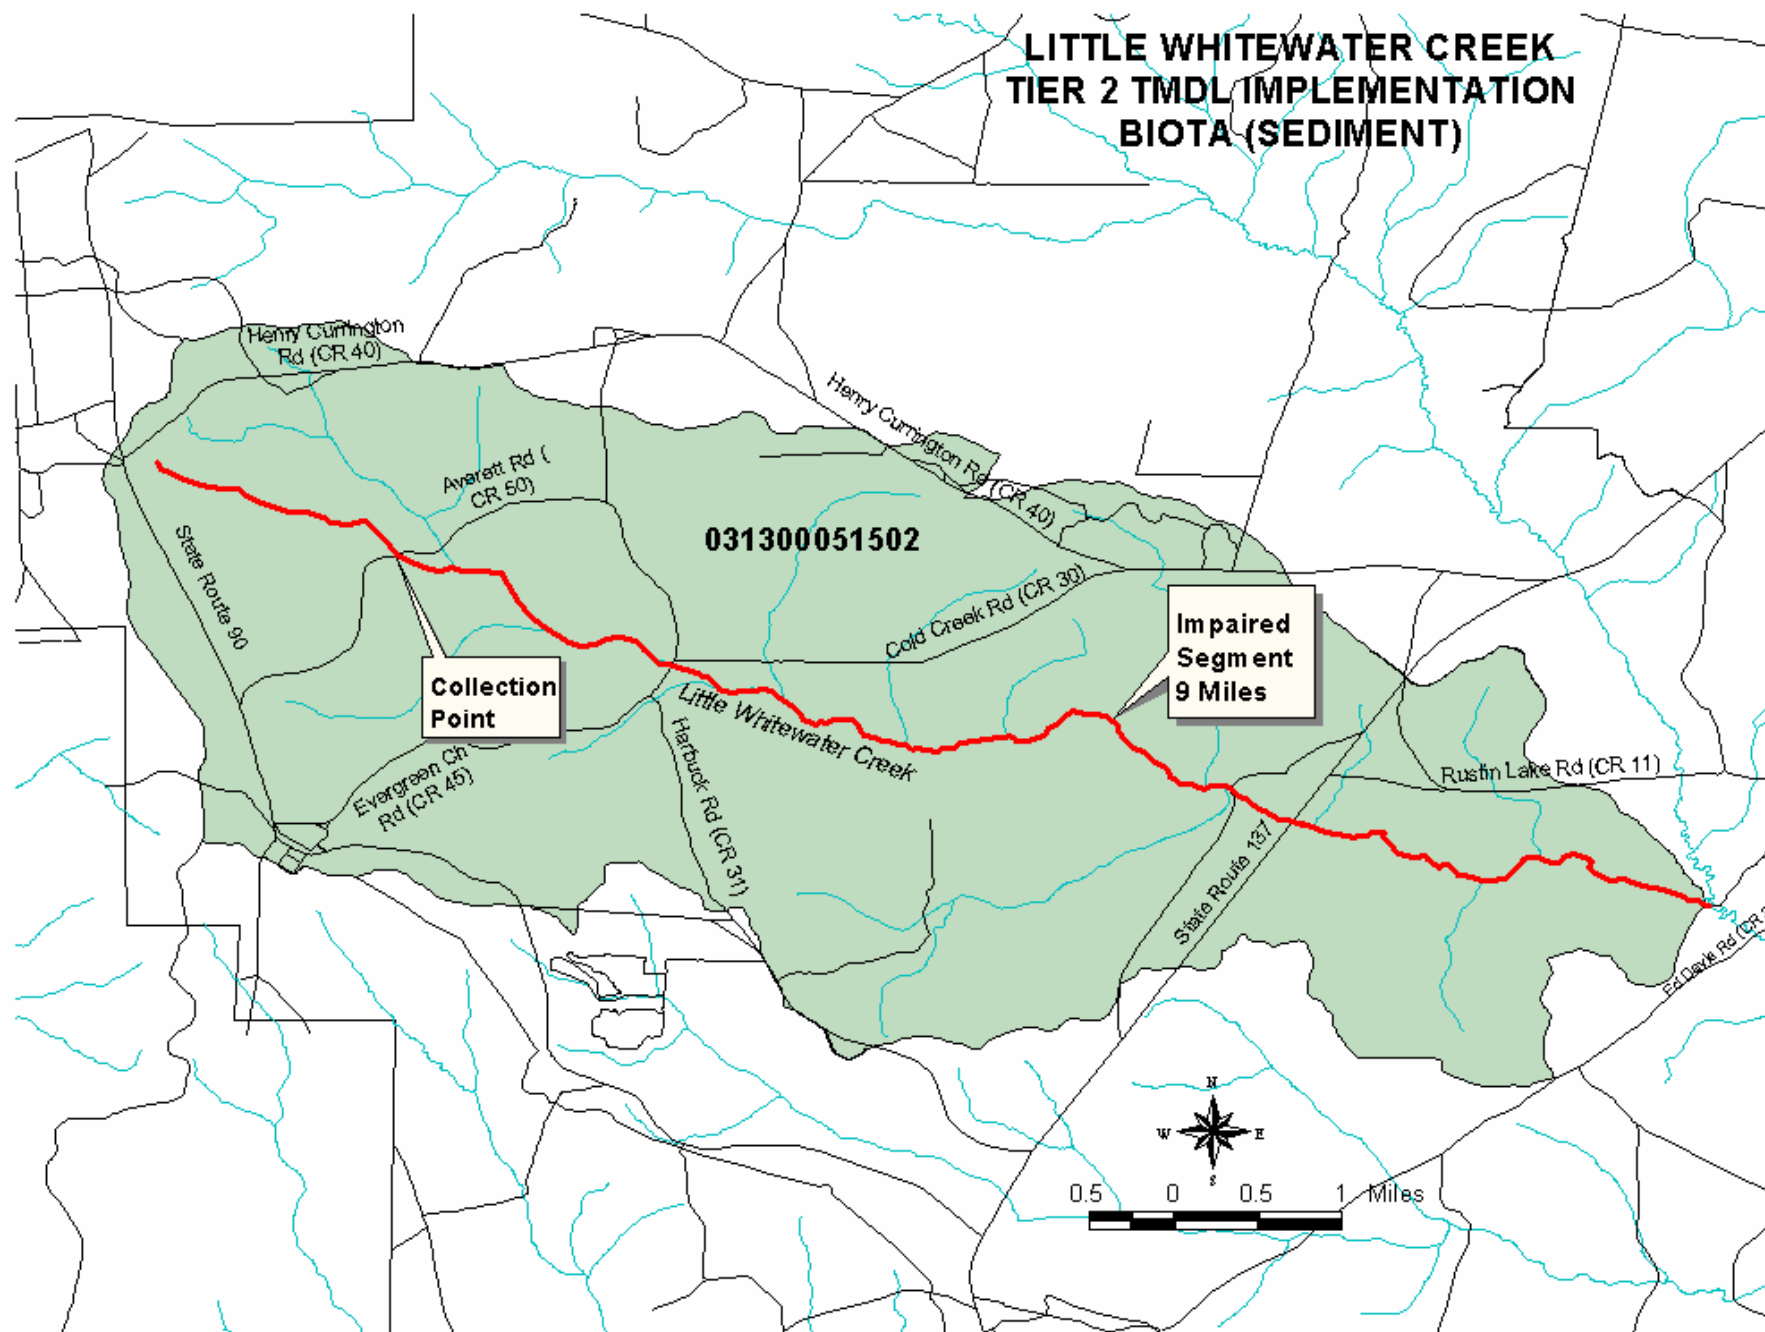 LITTLE WHITEWATER CREEK
TIER 2 TMDL IMPLEMENTATION
BIOTA (SEDIMENT)
Henry Currington
Rd (CR 40)
Henry Currington Rd (CR 40)
Averett Rd (
CR 50)
031300051502
State Route 90
Cold Creek Rd (CR 30)
Impaired
Segment
9 Miles
Collection
Point
Little Whitewater Creek
Harbuck Rd (CR 31)
Evergreen Ch
Rd (CR 45)
Rustin Lake Rd (CR 11)
State Route 137
Ed Davis Rd (CR
N
W E
S
0.5 0 0.5 1 Miles